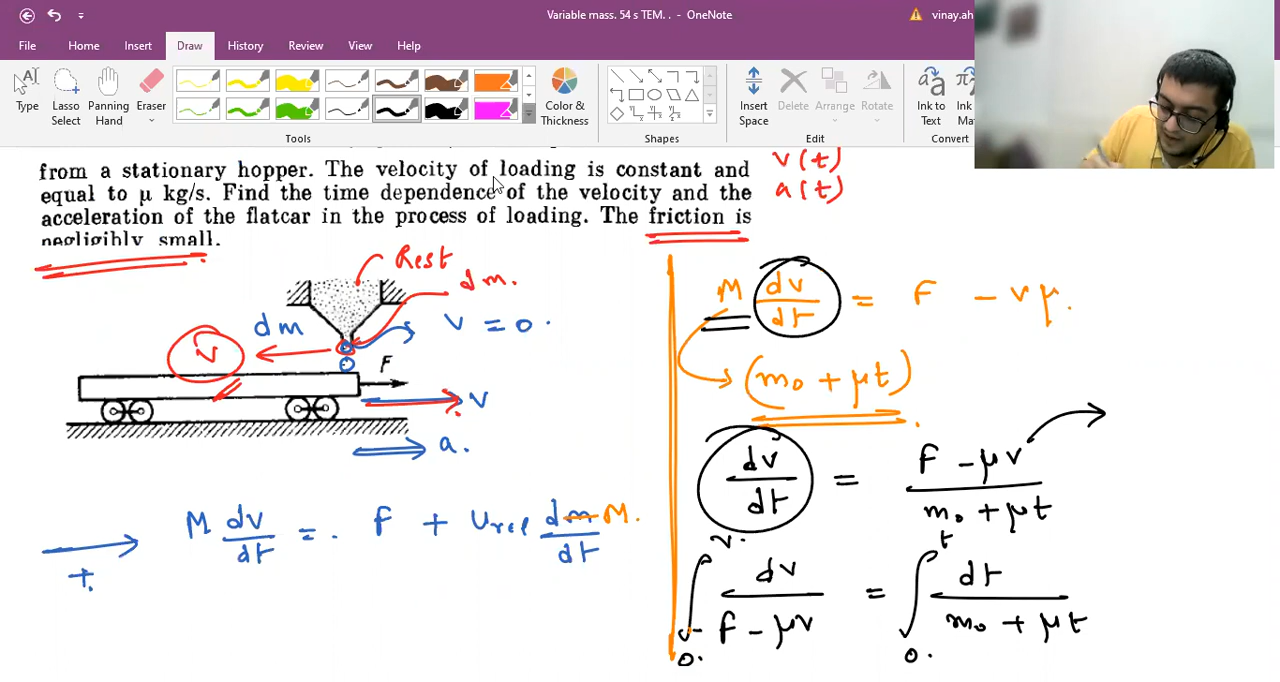 Variable mass. 54 s TEM. . - OneNote
vinay.ah
File Home Insert Draw History Review View Help
Type Lasso Select Panning Hand Eraser
Color & Thickness
Insert Space Delete Arrange Rotate
Ink to Text Ink to Ma
Tools Shapes Edit Convert
from a stationary hopper. The velocity of loading is constant and
equal to μ kg/s. Find the time dependence of the velocity and the
acceleration of the flatcar in the process of loading. The friction is
negligibly small.
v(t)
a(t)
Rest
dm.
dm
v = 0.
v
F
v
a.
+.
M dv/dt = . F + Urel dm/dt M.
M dv/dt = F - vμ.
(m₀ + μt)
dv/dt = F - μv / m₀ + μt
∫₀^v. dv / F - μv = ∫₀.^t dt / m₀ + μt